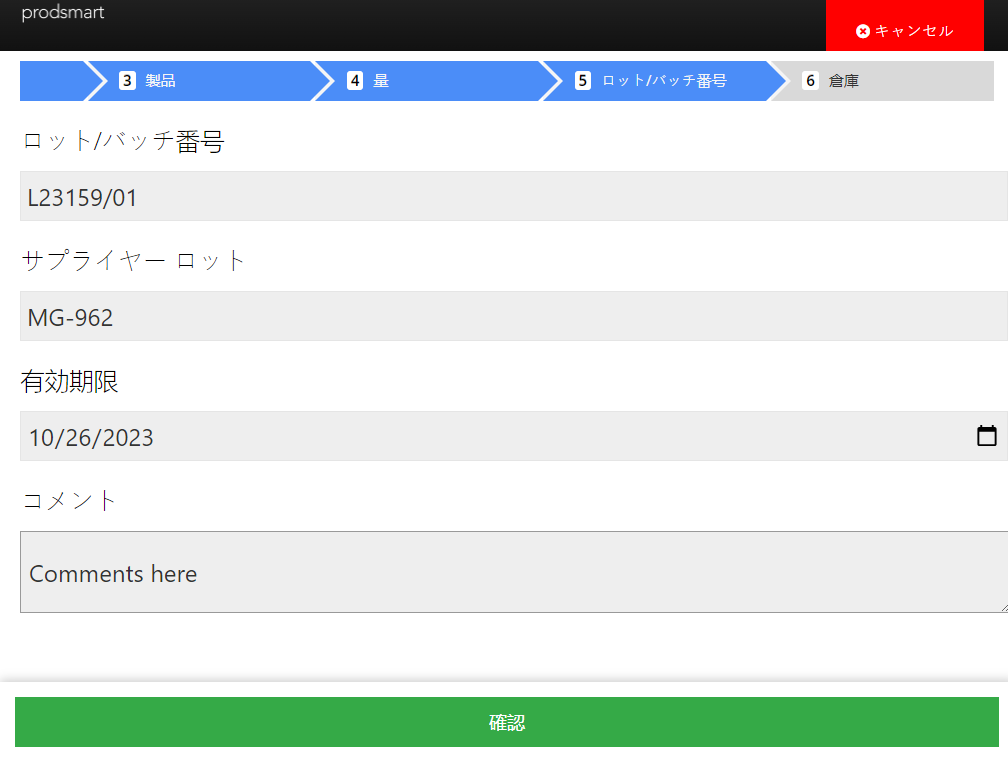 prodsmart
キャンセル
3 製品 4 量 5 ロット/バッチ番号 6 倉庫
ロット/バッチ番号
L23159/01
サプライヤー ロット
MG-962
有効期限
10/26/2023
コメント
Comments here
確認